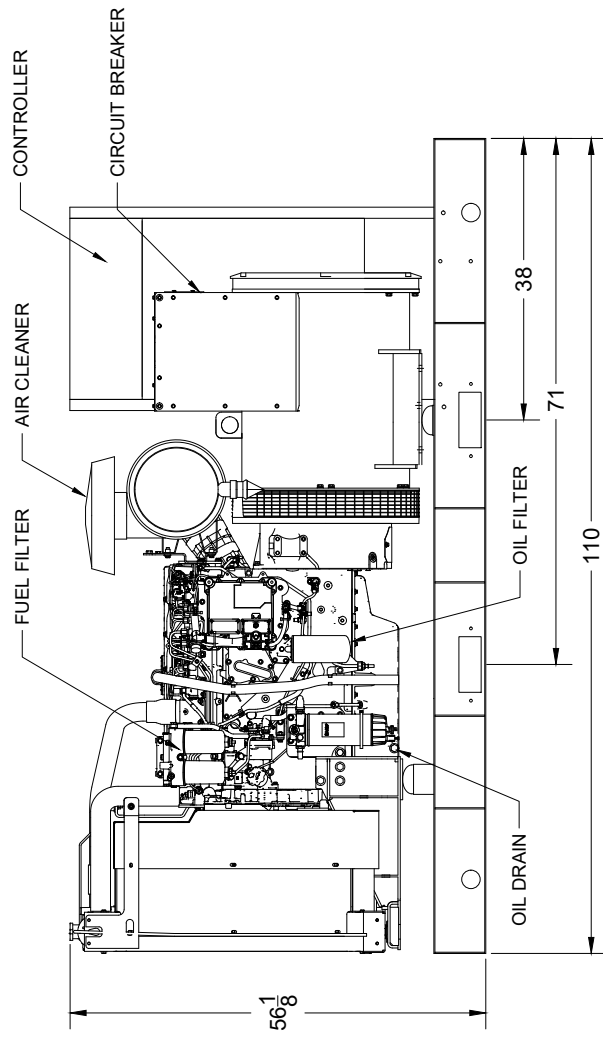 CONTROLLER
CIRCUIT BREAKER
AIR CLEANER
FUEL FILTER
OIL FILTER
OIL DRAIN
38
71
110
56 1/8